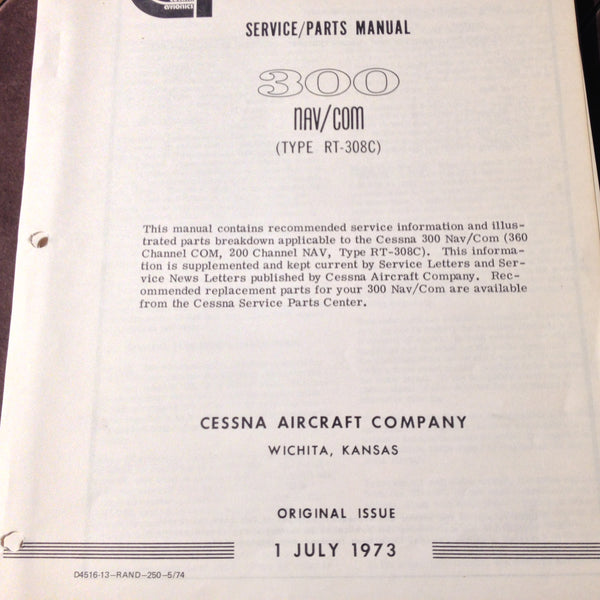 AVIONICS
SERVICE/PARTS MANUAL
300
NAV/COM
(TYPE RT-308C)
This manual contains recommended service information and illus-
trated parts breakdown applicable to the Cessna 300 Nav/Com (360
Channel COM, 200 Channel NAV, Type RT-308C). This informa-
tion is supplemented and kept current by Service Letters and Ser-
vice News Letters published by Cessna Aircraft Company. Rec-
ommended replacement parts for your 300 Nav/Com are available
from the Cessna Service Parts Center.
CESSNA AIRCRAFT COMPANY
WICHITA, KANSAS
ORIGINAL ISSUE
1 JULY 1973
D4516-13-RAND-250-5/74